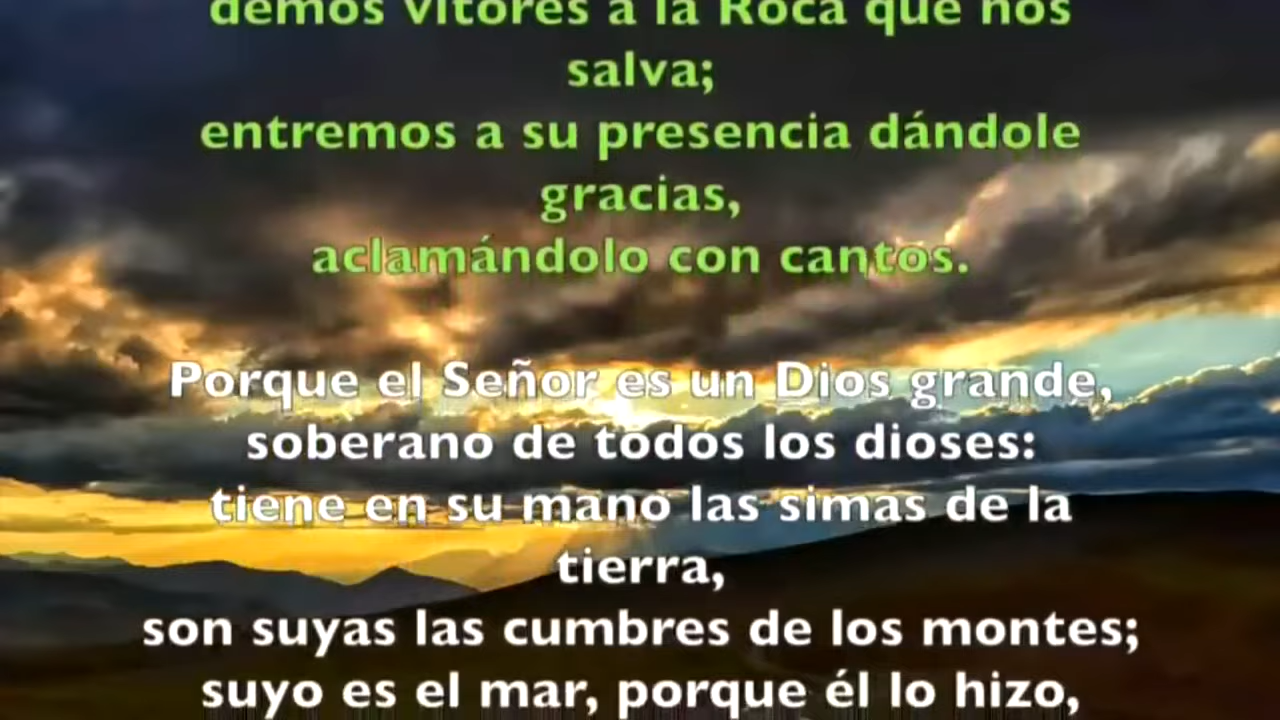 demos vítores a la Roca que nos
salva;
entremos a su presencia dándole
gracias,
aclamándolo con cantos.
Porque el Señor es un Dios grande,
soberano de todos los dioses:
tiene en su mano las simas de la
tierra,
son suyas las cumbres de los montes;
suyo es el mar, porque él lo hizo,